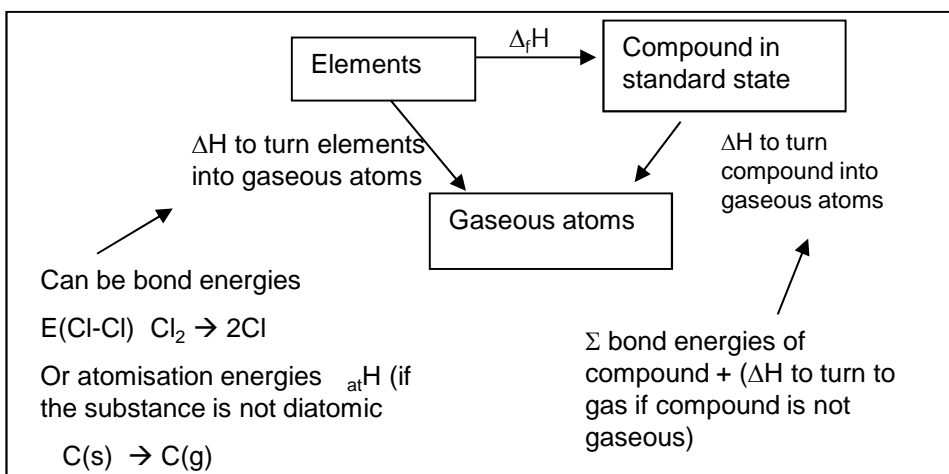 Elements
Δ
fH
Compound in
standard state
ΔH to turn elements
into gaseous atoms
ΔH to turn
compound into
gaseous atoms
Gaseous atoms
Can be bond energies
E(Cl-Cl) Cl₂ → 2Cl
Or atomisation energies atH (if
the substance is not diatomic
C(s) → C(g)
Σ bond energies of
compound + (ΔH to turn to
gas if compound is not
gaseous)